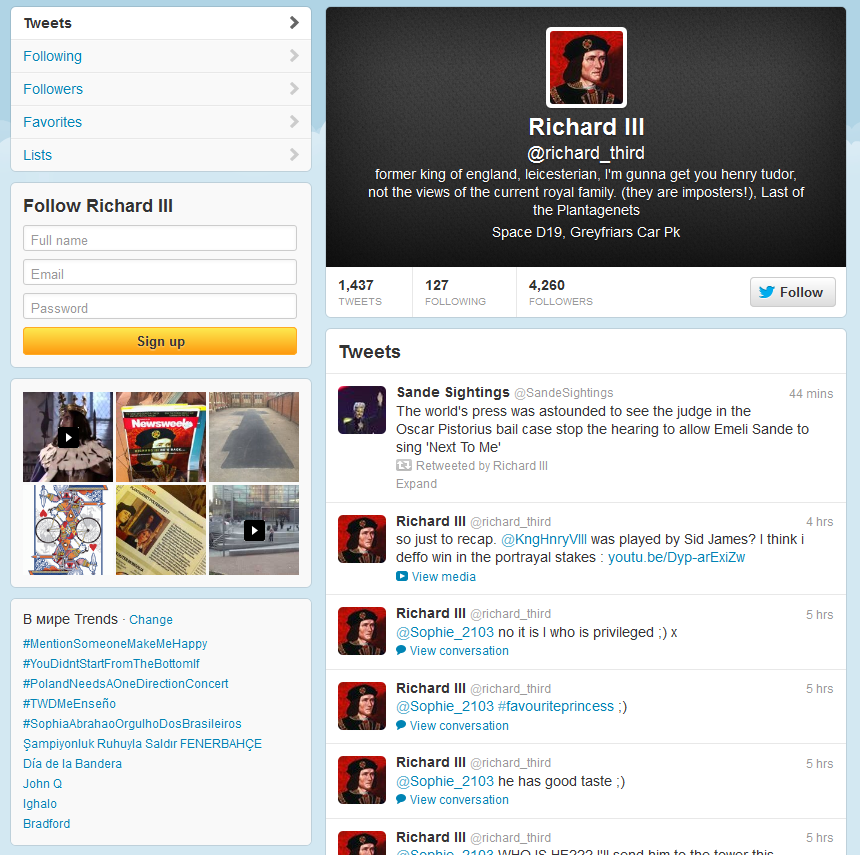 Tweets
Following
Followers
Favorites
Lists
Follow Richard III
Full name
Email
Password
Sign up
Newsweek
В мире Trends · Change
#MentionSomeoneMakeMeHappy
#YouDidntStartFromTheBottomIf
#PolandNeedsAOneDirectionConcert
#TWDMeEnseño
#SophiaAbrahaoOrgulhoDosBrasileiros
Şampiyonluk Ruhuyla Saldır FENERBAHÇE
Día de la Bandera
John Q
Ighalo
Bradford
Richard III
@richard_third
former king of england, leicesterian, I'm gunna get you henry tudor,
not the views of the current royal family. (they are imposters!), Last of
the Plantagenets
Space D19, Greyfriars Car Pk
1,437 127 4,260
TWEETS FOLLOWING FOLLOWERS
Follow
Tweets
Sande Sightings @SandeSightings 44 mins
The world's press was astounded to see the judge in the
Oscar Pistorius bail case stop the hearing to allow Emeli Sande to
sing 'Next To Me'
Retweeted by Richard III
Expand
Richard III @richard_third 4 hrs
so just to recap. @KngHnryVIII was played by Sid James? I think i
deffo win in the portrayal stakes : youtu.be/Dyp-arExiZw
View media
Richard III @richard_third 5 hrs
@Sophie_2103 no it is I who is privileged ;) x
View conversation
Richard III @richard_third 5 hrs
@Sophie_2103 #favouriteprincess ;)
View conversation
Richard III @richard_third 5 hrs
@Sophie_2103 he has good taste ;)
View conversation
Richard III @richard_third 5 hrs
@Sophie_2103 WHO IS HE??? I'll send him to the tower this